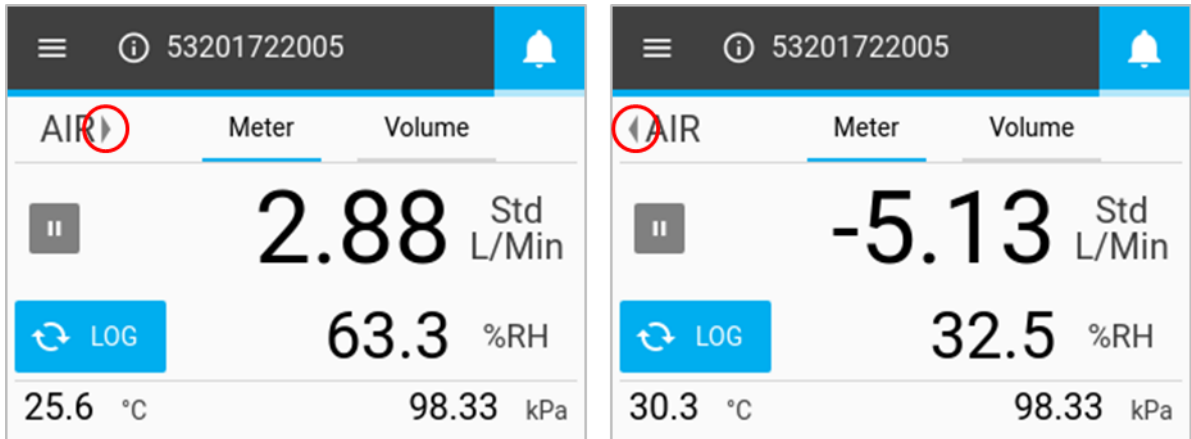 53201722005
AIR Meter Volume
2.88 Std L/Min
LOG 63.3 %RH
25.6 °C 98.33 kPa
53201722005
AIR Meter Volume
-5.13 Std L/Min
LOG 32.5 %RH
30.3 °C 98.33 kPa